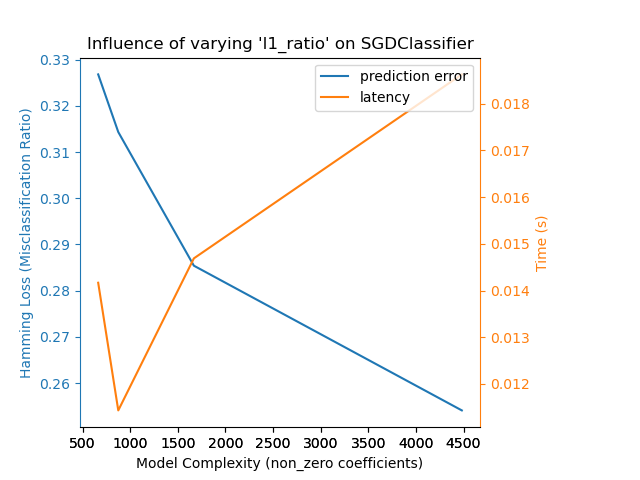 Influence of varying 'l1_ratio' on SGDClassifier
prediction error
latency
0.33
0.32
0.31
0.30
0.29
0.28
0.27
0.26
Hamming Loss (Misclassification Ratio)
0.018
0.017
0.016
0.015
0.014
0.013
0.012
Time (s)
500 1000 1500 2000 2500 3000 3500 4000 4500
Model Complexity (non_zero coefficients)